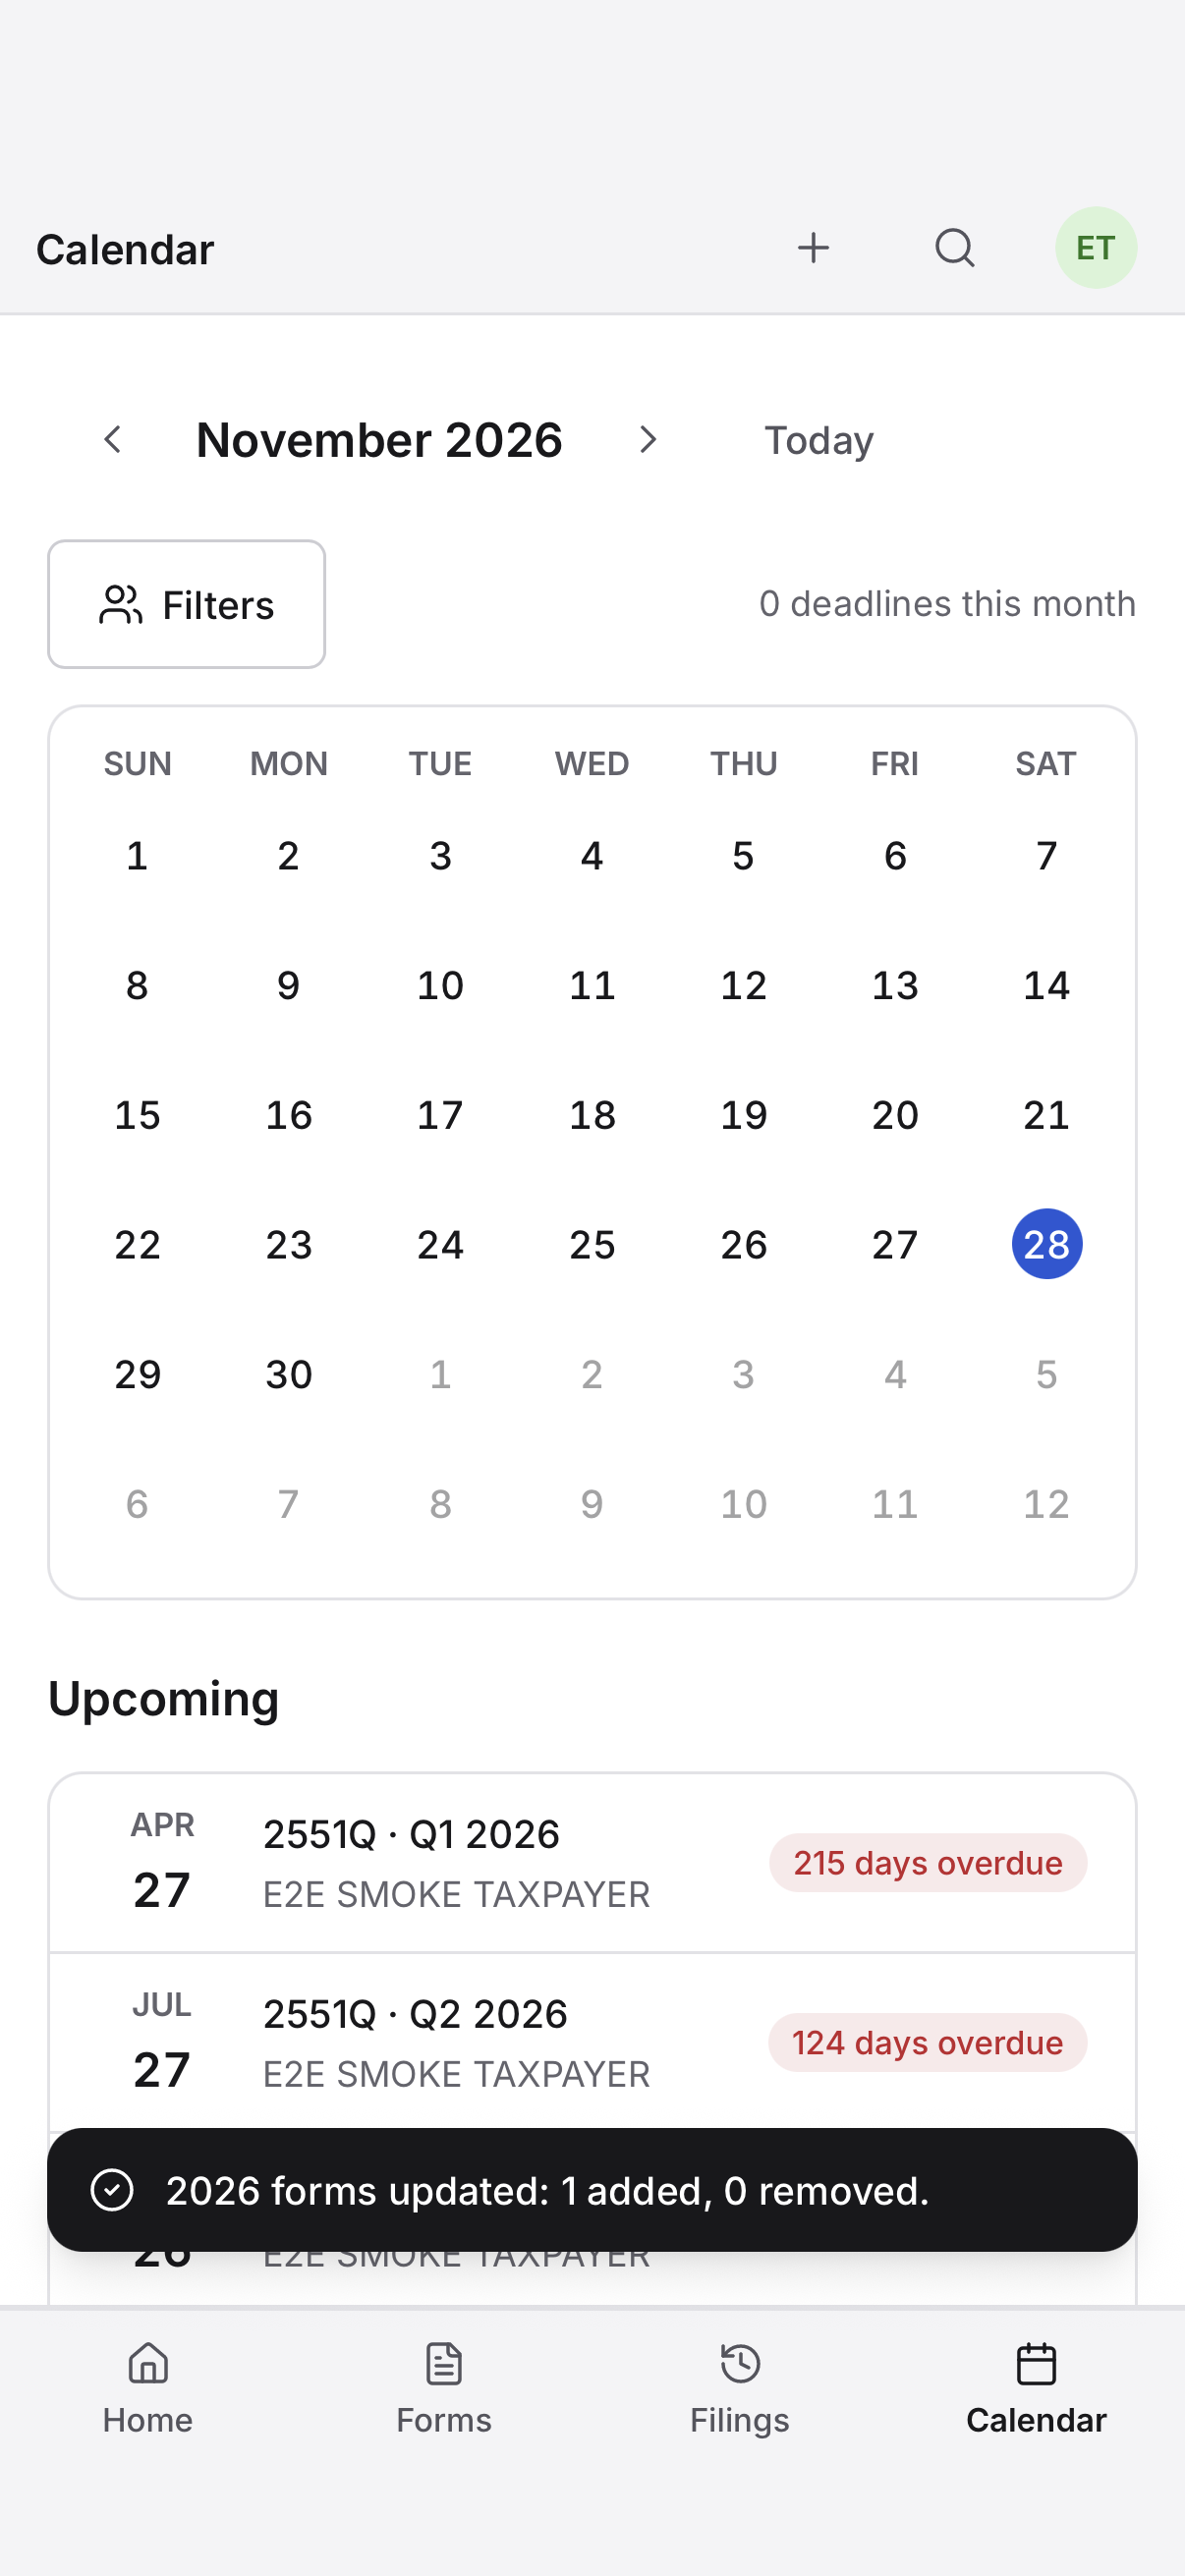 Calendar
ET
November 2026
Today
Filters
0 deadlines this month
SUN MON TUE WED THU FRI SAT
1 2 3 4 5 6 7
8 9 10 11 12 13 14
15 16 17 18 19 20 21
22 23 24 25 26 27 28
29 30 1 2 3 4 5
6 7 8 9 10 11 12
Upcoming
APR
27
2551Q · Q1 2026
E2E SMOKE TAXPAYER
215 days overdue
JUL
27
2551Q · Q2 2026
E2E SMOKE TAXPAYER
124 days overdue
2026 forms updated: 1 added, 0 removed.
E2E SMOKE TAXPAYER
Home
Forms
Filings
Calendar